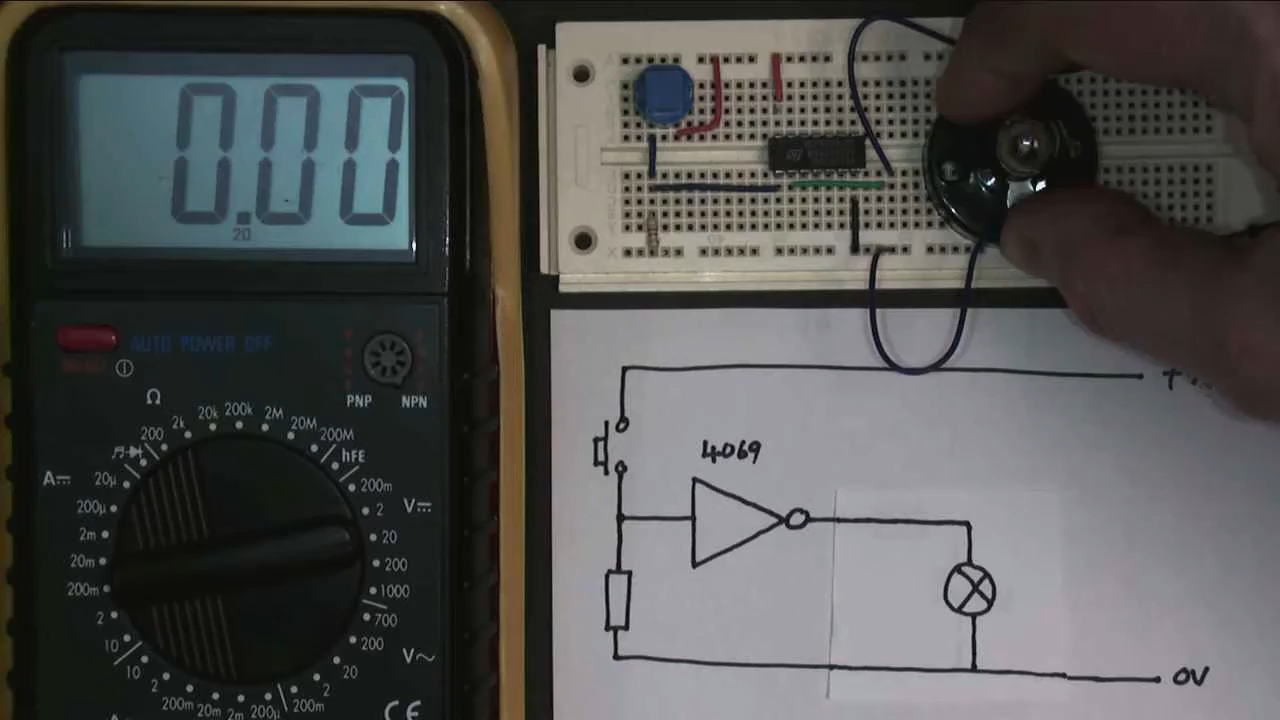 0.00
20
AUTO POWER OFF
PNP
NPN
Ω
200
2k
20k
200k
2M
20M
200M
hFE
A
20µ
200µ
2m
20m
200m
2
10
10
2
200m
20m
2m
200µ
200m
2
20
200
700
V~
1000
200
20
2
200m
V
CE
4069
0V